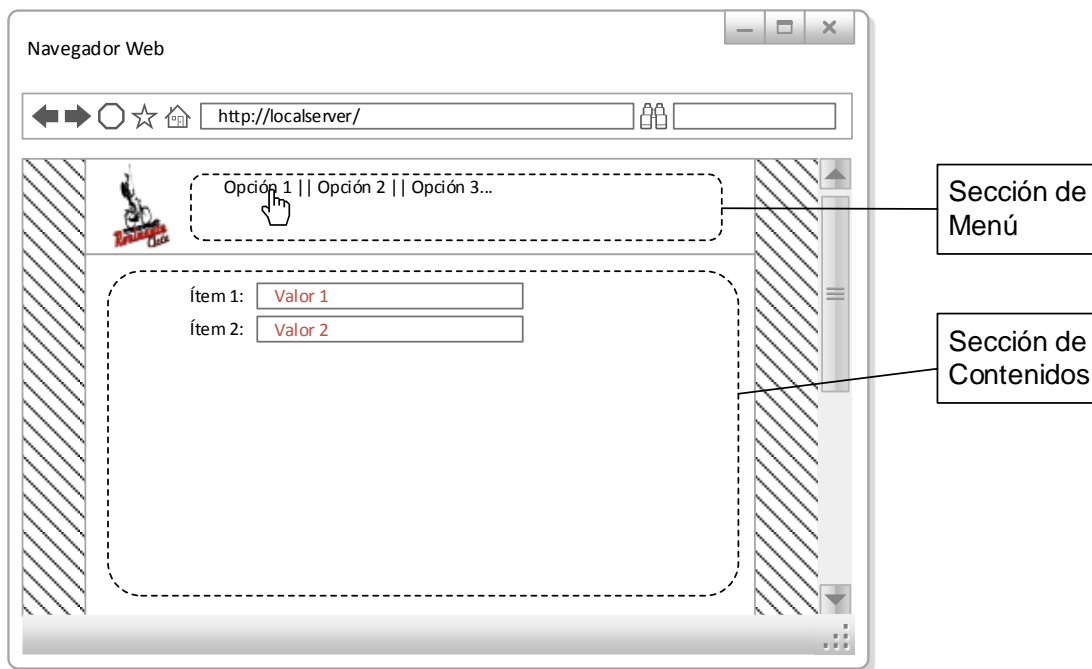 Navegador Web
http://localserver/
Opción 1 || Opción 2 || Opción 3...
Sección de
Menú
Ítem 1: Valor 1
Ítem 2: Valor 2
Sección de
Contenidos